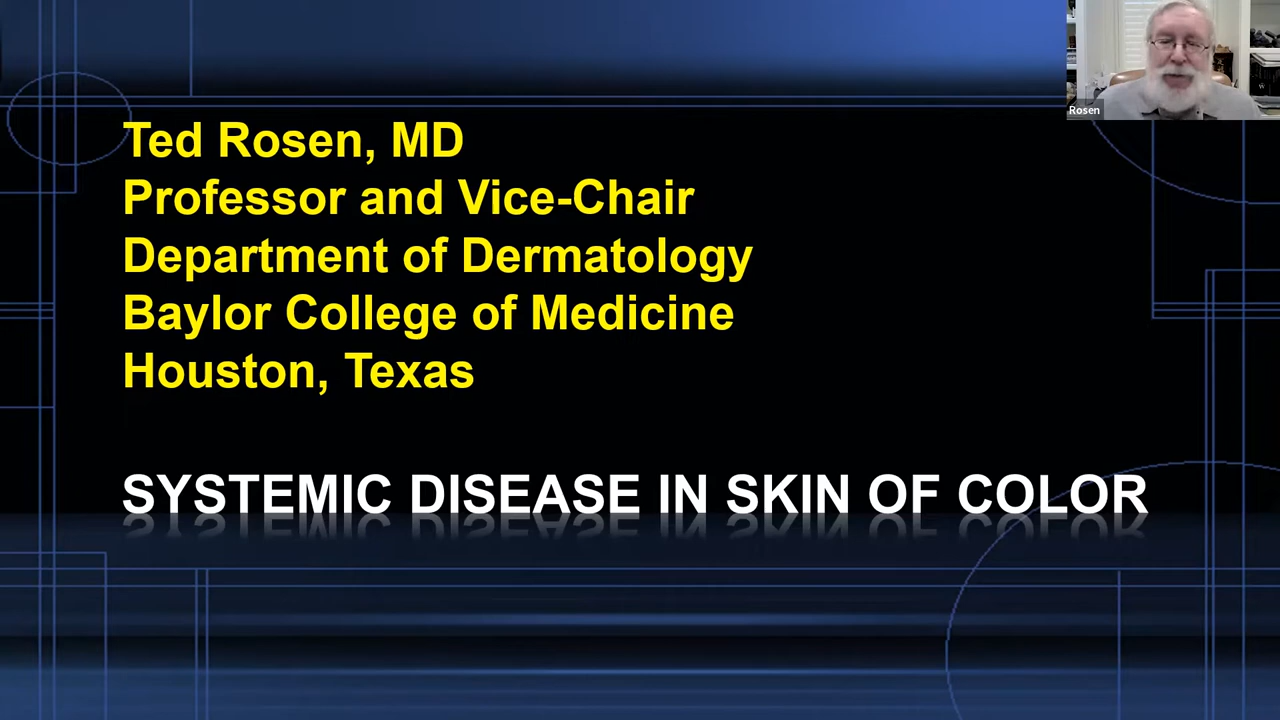 Ted Rosen, MD
Professor and Vice-Chair
Department of Dermatology
Baylor College of Medicine
Houston, Texas
SYSTEMIC DISEASE IN SKIN OF COLOR
Rosen